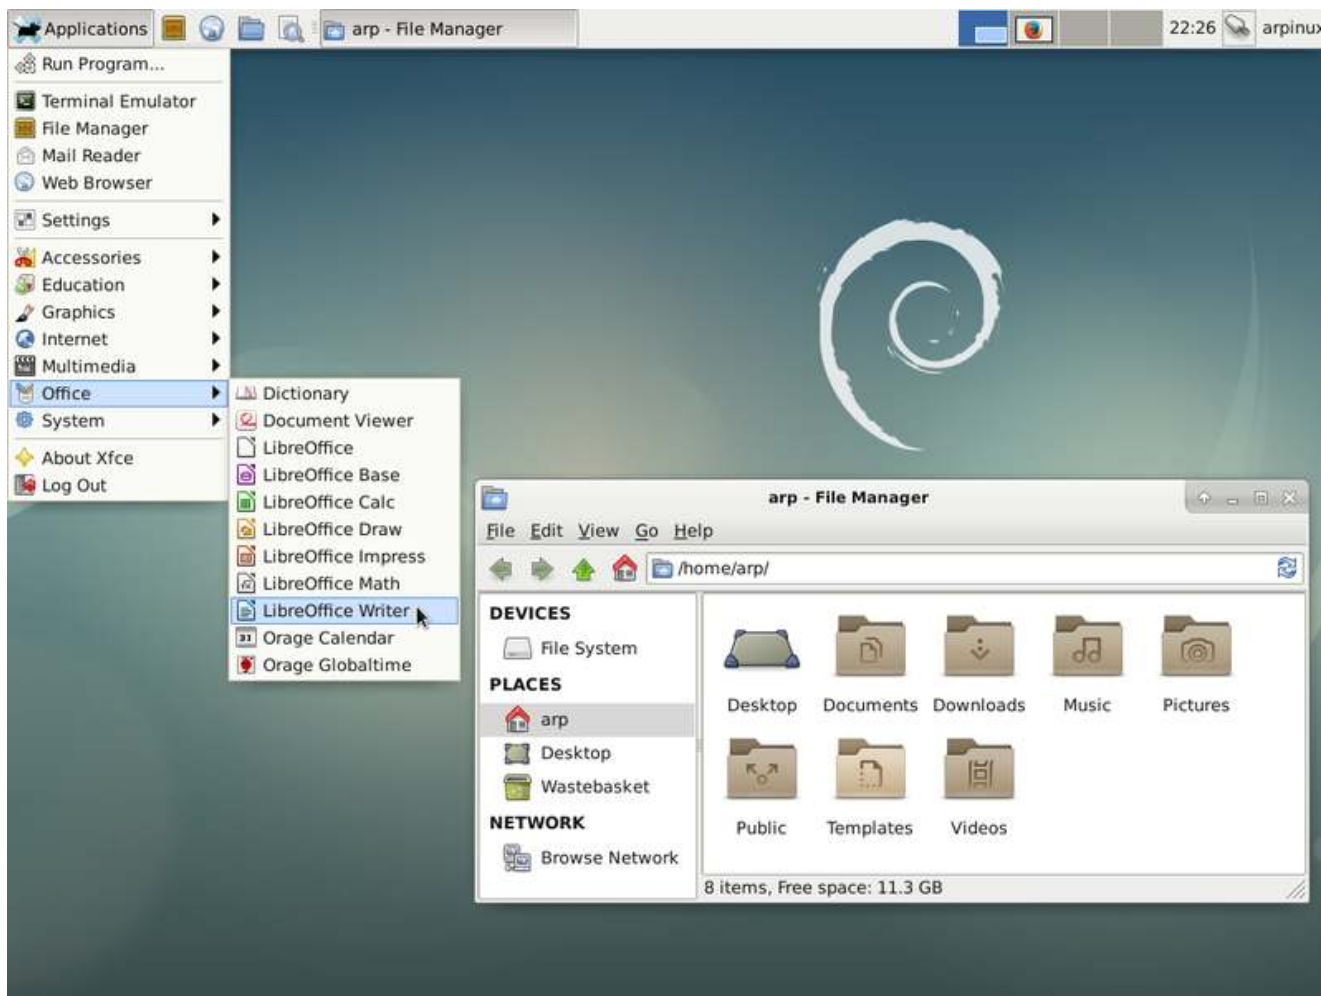 Applications
arp - File Manager
22:26
arpinux
Run Program...
Terminal Emulator
File Manager
Mail Reader
Web Browser
Settings
Accessories
Education
Graphics
Internet
Multimedia
Office
System
About Xfce
Log Out
Dictionary
Document Viewer
LibreOffice
LibreOffice Base
LibreOffice Calc
LibreOffice Draw
LibreOffice Impress
LibreOffice Math
LibreOffice Writer
31 Orage Calendar
Orage Globaltime
arp - File Manager
File Edit View Go Help
/home/arp/
DEVICES
File System
PLACES
arp
Desktop
Wastebasket
NETWORK
Browse Network
Desktop Documents Downloads Music Pictures
Public Templates Videos
8 items, Free space: 11.3 GB